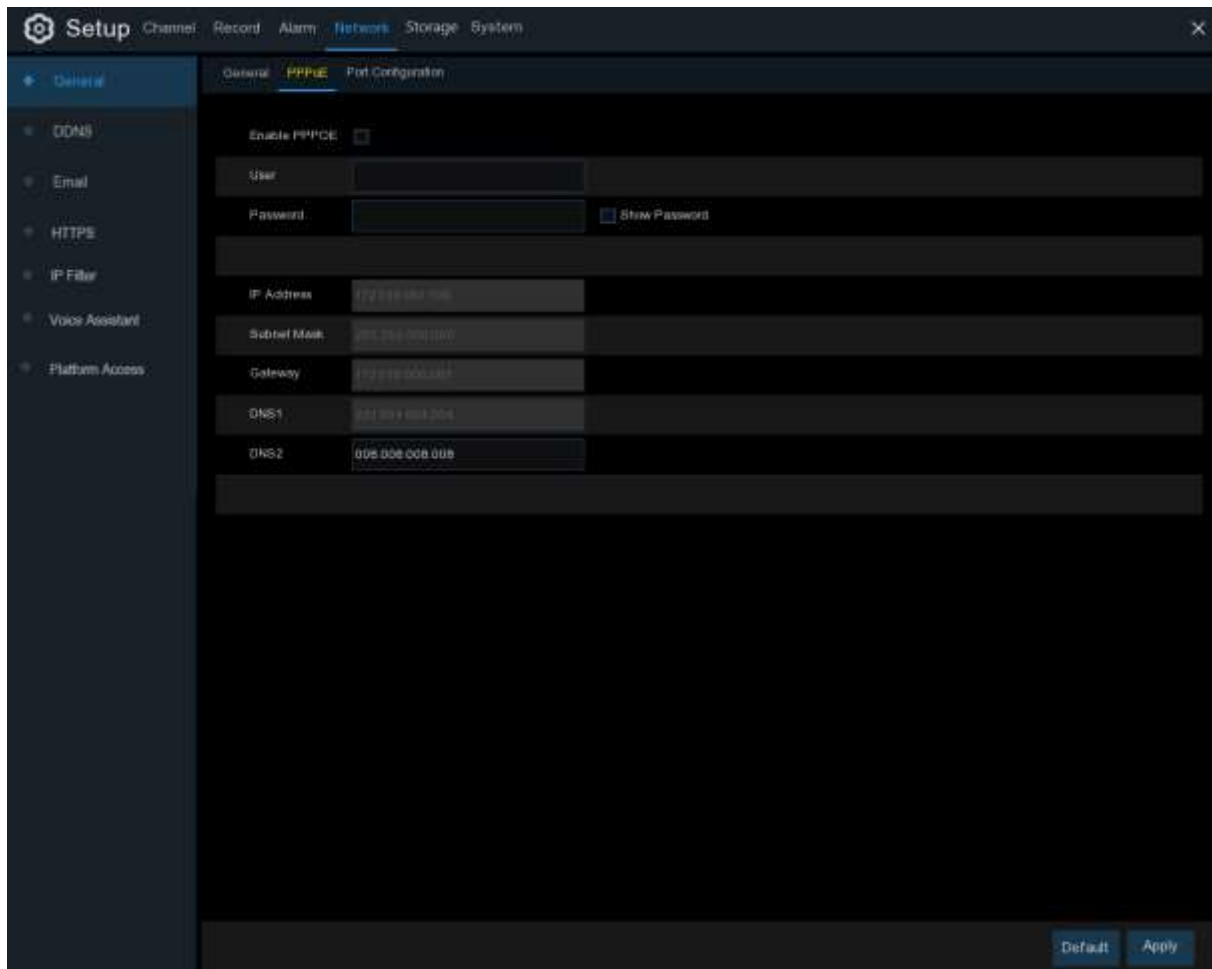 Setup Channel Record Alarm Network Storage System
General PPPoE Port Configuration
General
DDNS
Email
HTTPS
IP Filter
Voice Assistant
Platform Access
Enable PPPOE
User
Password Show Password
IP Address
Subnet Mask
Gateway
DNS1
DNS2 008.008.008.008
Default Apply